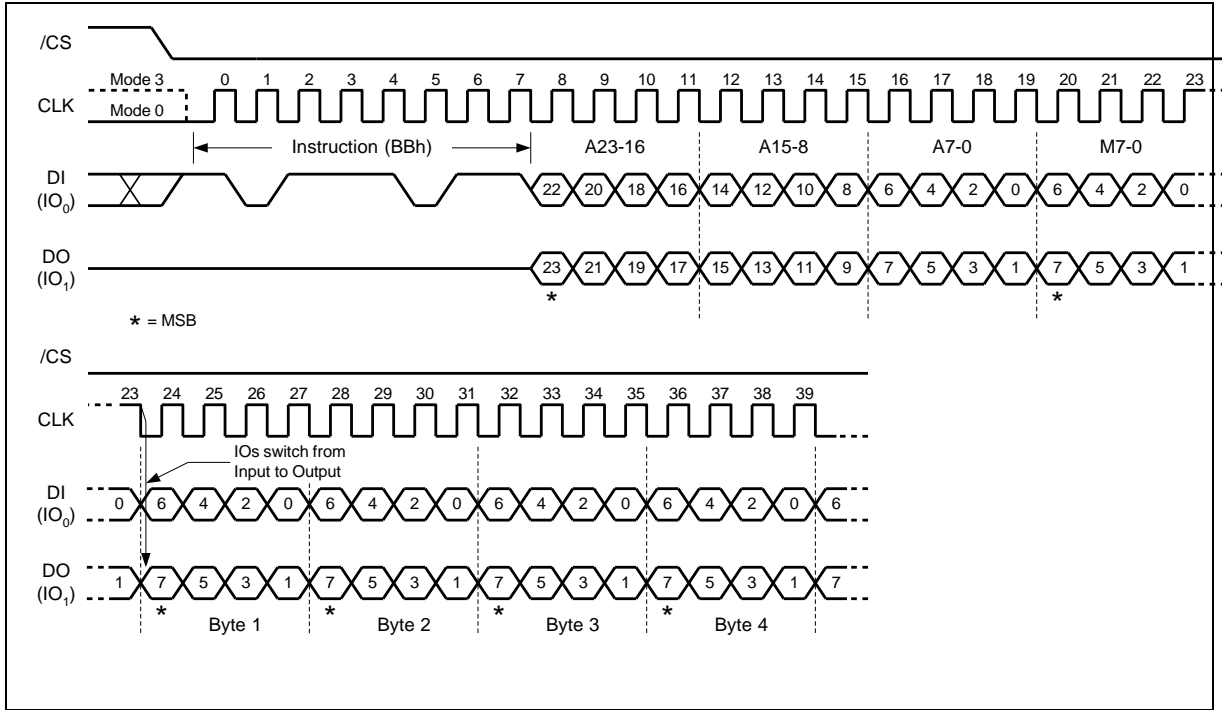 /CS
Mode 3
0 1 2 3 4 5 6 7 8 9 10 11 12 13 14 15 16 17 18 19 20 21 22 23
CLK
Mode 0
Instruction (BBh) A23-16 A15-8 A7-0 M7-0
DI
(IO0)
22 20 18 16 14 12 10 8 6 4 2 0 6 4 2 0
DO
(IO1)
23 21 19 17 15 13 11 9 7 5 3 1 7 5 3 1
* *
* = MSB
/CS
23 24 25 26 27 28 29 30 31 32 33 34 35 36 37 38 39
CLK
IOs switch from
Input to Output
DI
(IO0)
0 6 4 2 0 6 4 2 0 6 4 2 0 6 4 2 0 6
DO
(IO1)
1 7 5 3 1 7 5 3 1 7 5 3 1 7 5 3 1 7
* * * *
Byte 1 Byte 2 Byte 3 Byte 4